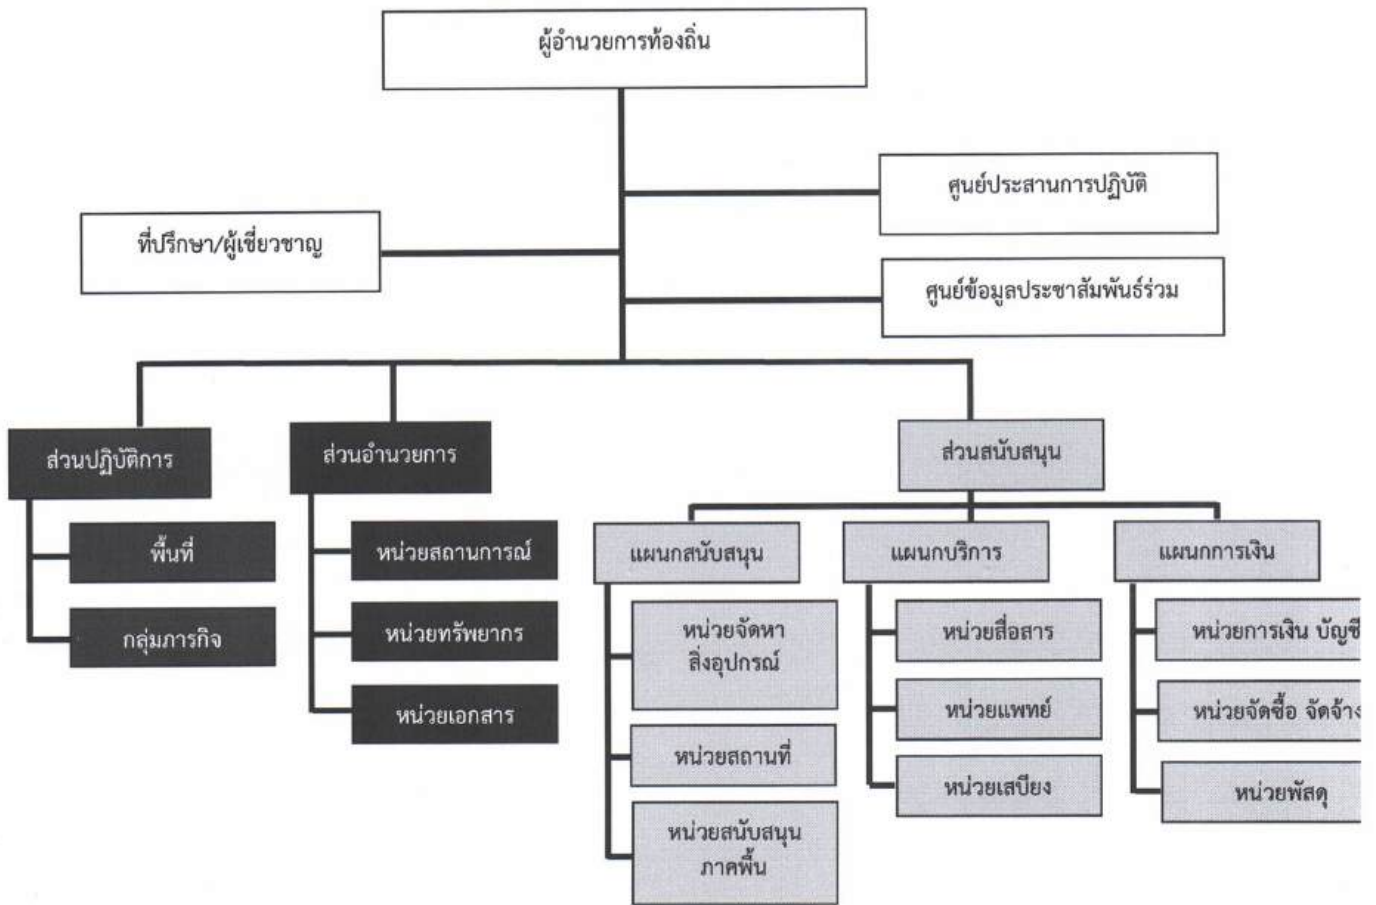 ผู้อำนวยการท้องถิ่น
ศูนย์ประสานการปฏิบัติ
ที่ปรึกษา/ผู้เชี่ยวชาญ
ศูนย์ข้อมูลประชาสัมพันธ์ร่วม
ส่วนปฏิบัติการ
พื้นที่
กลุ่มภารกิจ
ส่วนอำนวยการ
หน่วยสถานการณ์
หน่วยทรัพยากร
หน่วยเอกสาร
ส่วนสนับสนุน
แผนกสนับสนุน
หน่วยจัดหา
สิ่งอุปกรณ์
หน่วยสถานที่
หน่วยสนับสนุน
ภาคพื้น
แผนกบริการ
หน่วยสื่อสาร
หน่วยแพทย์
หน่วยเสบียง
แผนกการเงิน
หน่วยการเงิน บัญชี
หน่วยจัดซื้อ จัดจ้าง
หน่วยพัสดุ